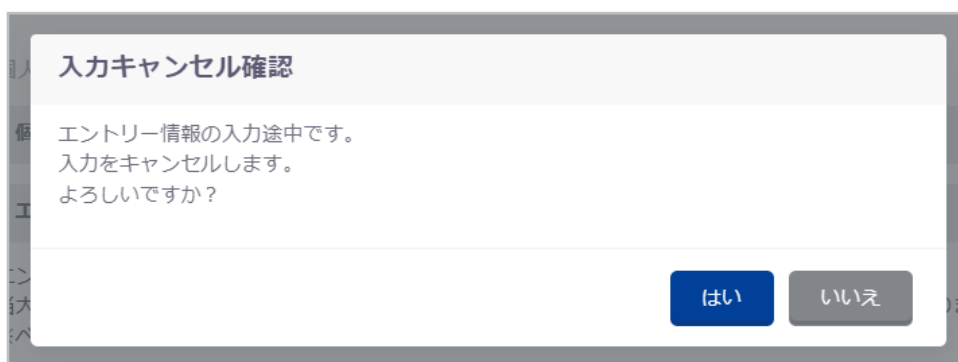 入力キャンセル確認
エントリー情報の入力途中です。
入力をキャンセルします。
よろしいですか？
はい
いいえ